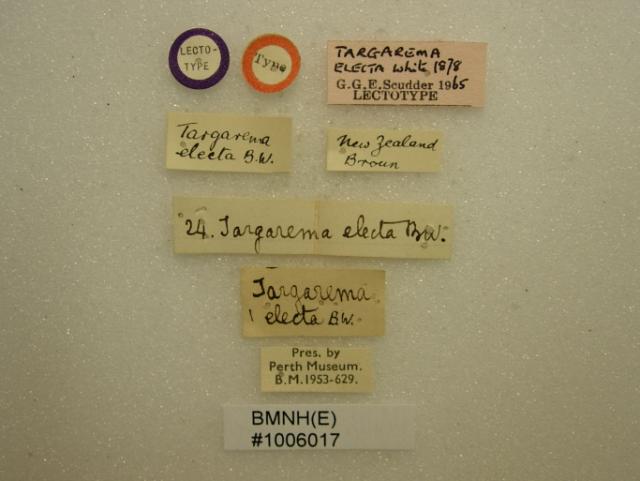 LECTO-
TYPE
Type
TARGAREMA
ELECTA White 1878
G.G.E.Scudder 1965
LECTOTYPE
Targarema
electa B.W.
New Zealand
Broun
24. Targarema electa BW.
Targarema
electa B.W.
Pres. by
Perth Museum.
B.M.1953-629.
BMNH(E)
#1006017